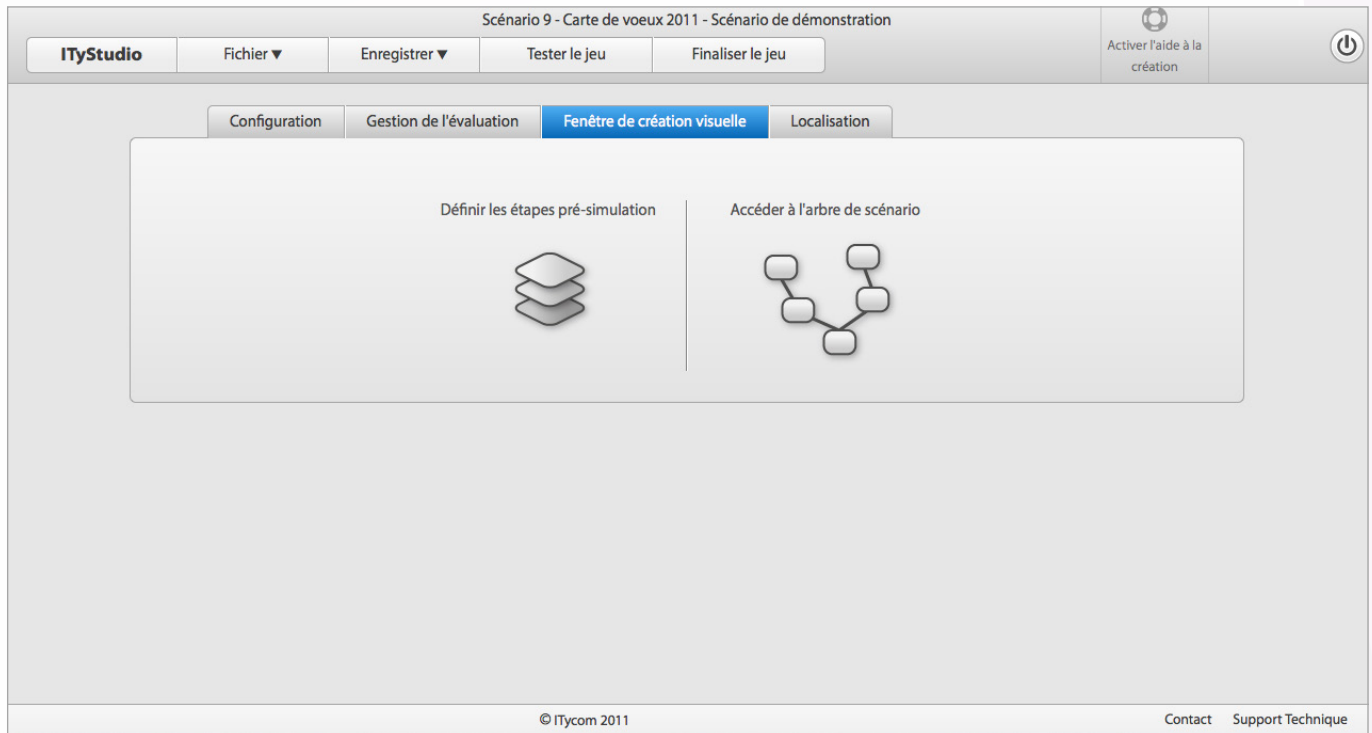 Scénario 9 - Carte de voeux 2011 - Scénario de démonstration
ITyStudio
Fichier ▼
Enregistrer ▼
Tester le jeu
Finaliser le jeu
Activer l'aide à la
création
Configuration
Gestion de l'évaluation
Fenêtre de création visuelle
Localisation
Définir les étapes pré-simulation
Accéder à l'arbre de scénario
© ITycom 2011
Contact
Support Technique